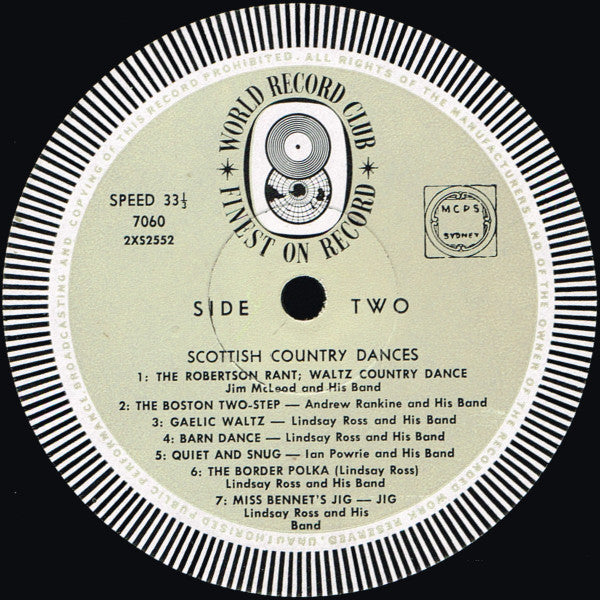 BROADCASTING AND COPYING OF THIS RECORD PROHIBITED. ALL RIGHTS OF THE MANUFACTURERS AND OF THE OWNER OF THE RECORDED WORK RESERVED. UNAUTHORISED PUBLIC PERFORMANCE
WORLD RECORD CLUB
FINEST ON RECORD
SPEED 33⅓
7060
2XS2552
MCPS
SYDNEY
SIDE TWO
SCOTTISH COUNTRY DANCES
1: THE ROBERTSON RANT; WALTZ COUNTRY DANCE
Jim McLeod and His Band
2: THE BOSTON TWO-STEP — Andrew Rankine and His Band
3: GAELIC WALTZ — Lindsay Ross and His Band
4: BARN DANCE — Lindsay Ross and His Band
5: QUIET AND SNUG — Ian Powrie and His Band
6: THE BORDER POLKA (Lindsay Ross)
Lindsay Ross and His Band
7: MISS BENNET'S JIG — JIG
Lindsay Ross and His
Band